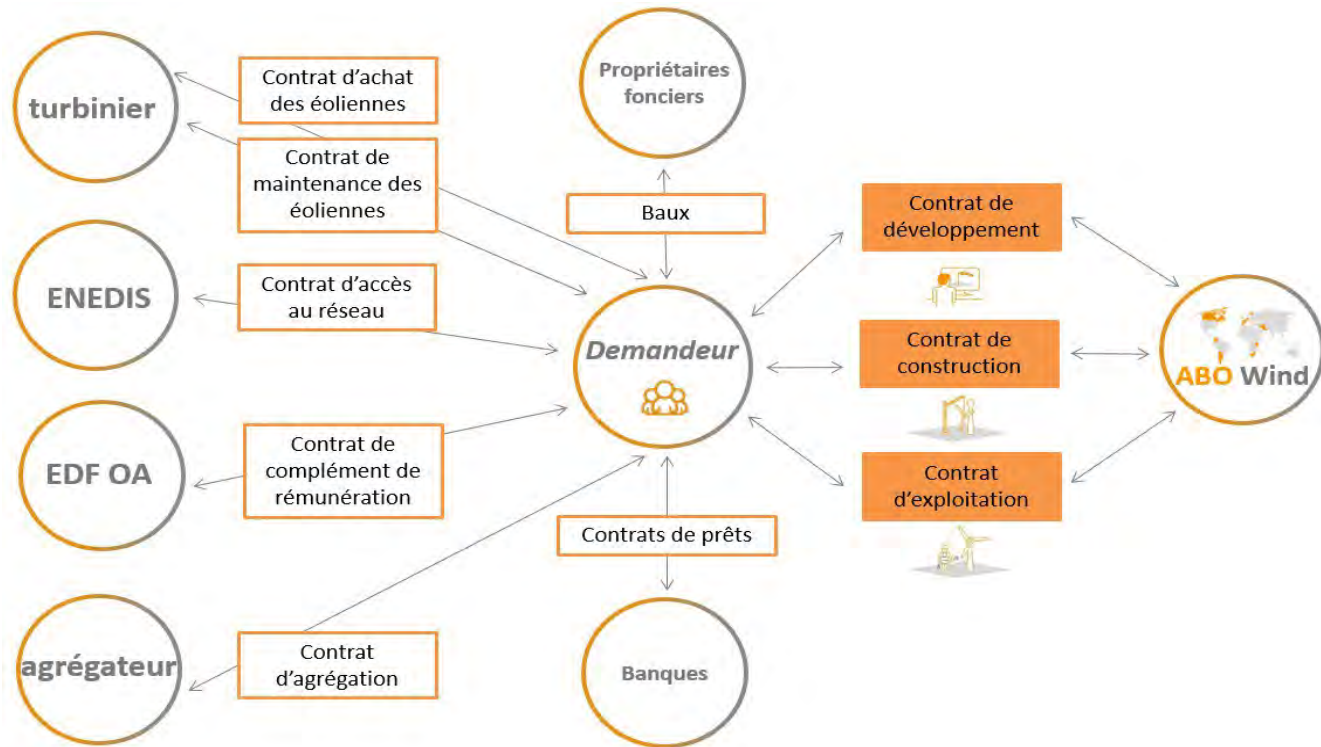 turbinier
Contrat d’achat
des éoliennes
Contrat de
maintenance des
éoliennes
Propriétaires
fonciers
Baux
ENEDIS
Contrat d’accès
au réseau
Demandeur
Contrat de
développement
Contrat de
construction
Contrat
d’exploitation
ABO Wind
EDF OA
Contrat de
complément de
rémunération
Contrats de prêts
agrégateur
Contrat
d’agrégation
Banques